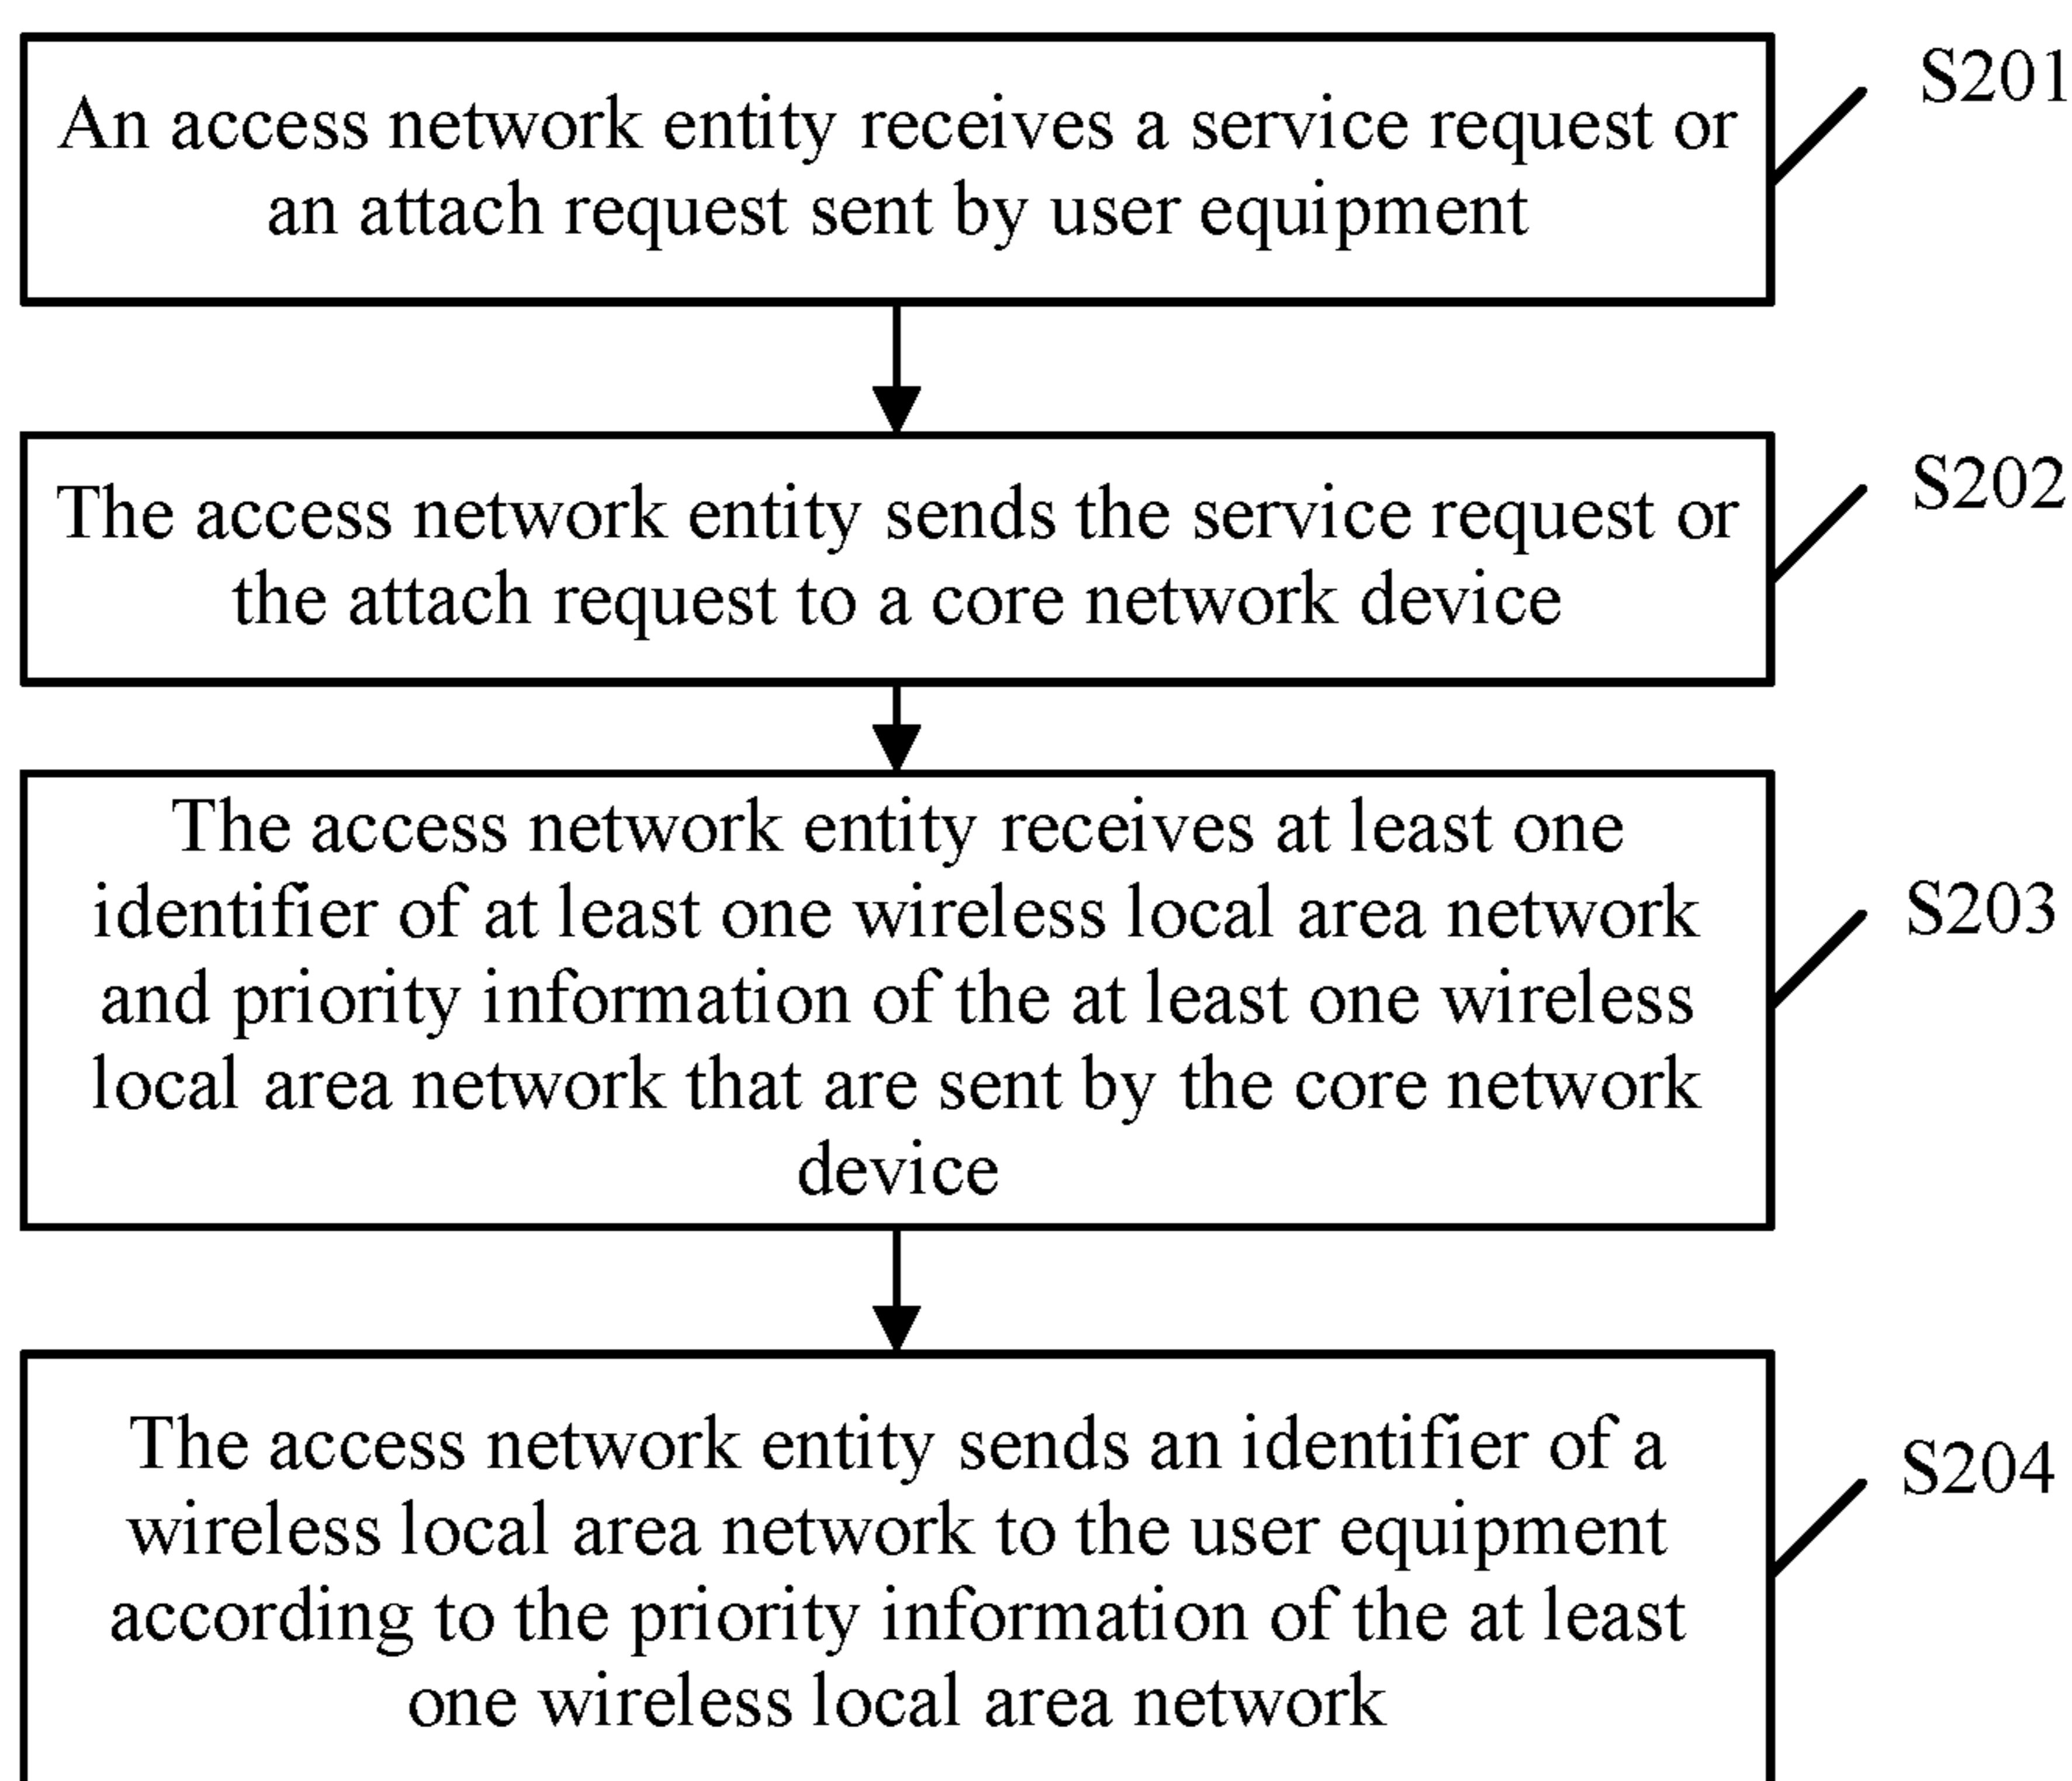 An access network entity receives a service request or
an attach request sent by user equipment
S201
The access network entity sends the service request or
the attach request to a core network device
S202
The access network entity receives at least one
identifier of at least one wireless local area network
and priority information of the at least one wireless
local area network that are sent by the core network
device
S203
The access network entity sends an identifier of a
wireless local area network to the user equipment
according to the priority information of the at least
one wireless local area network
S204